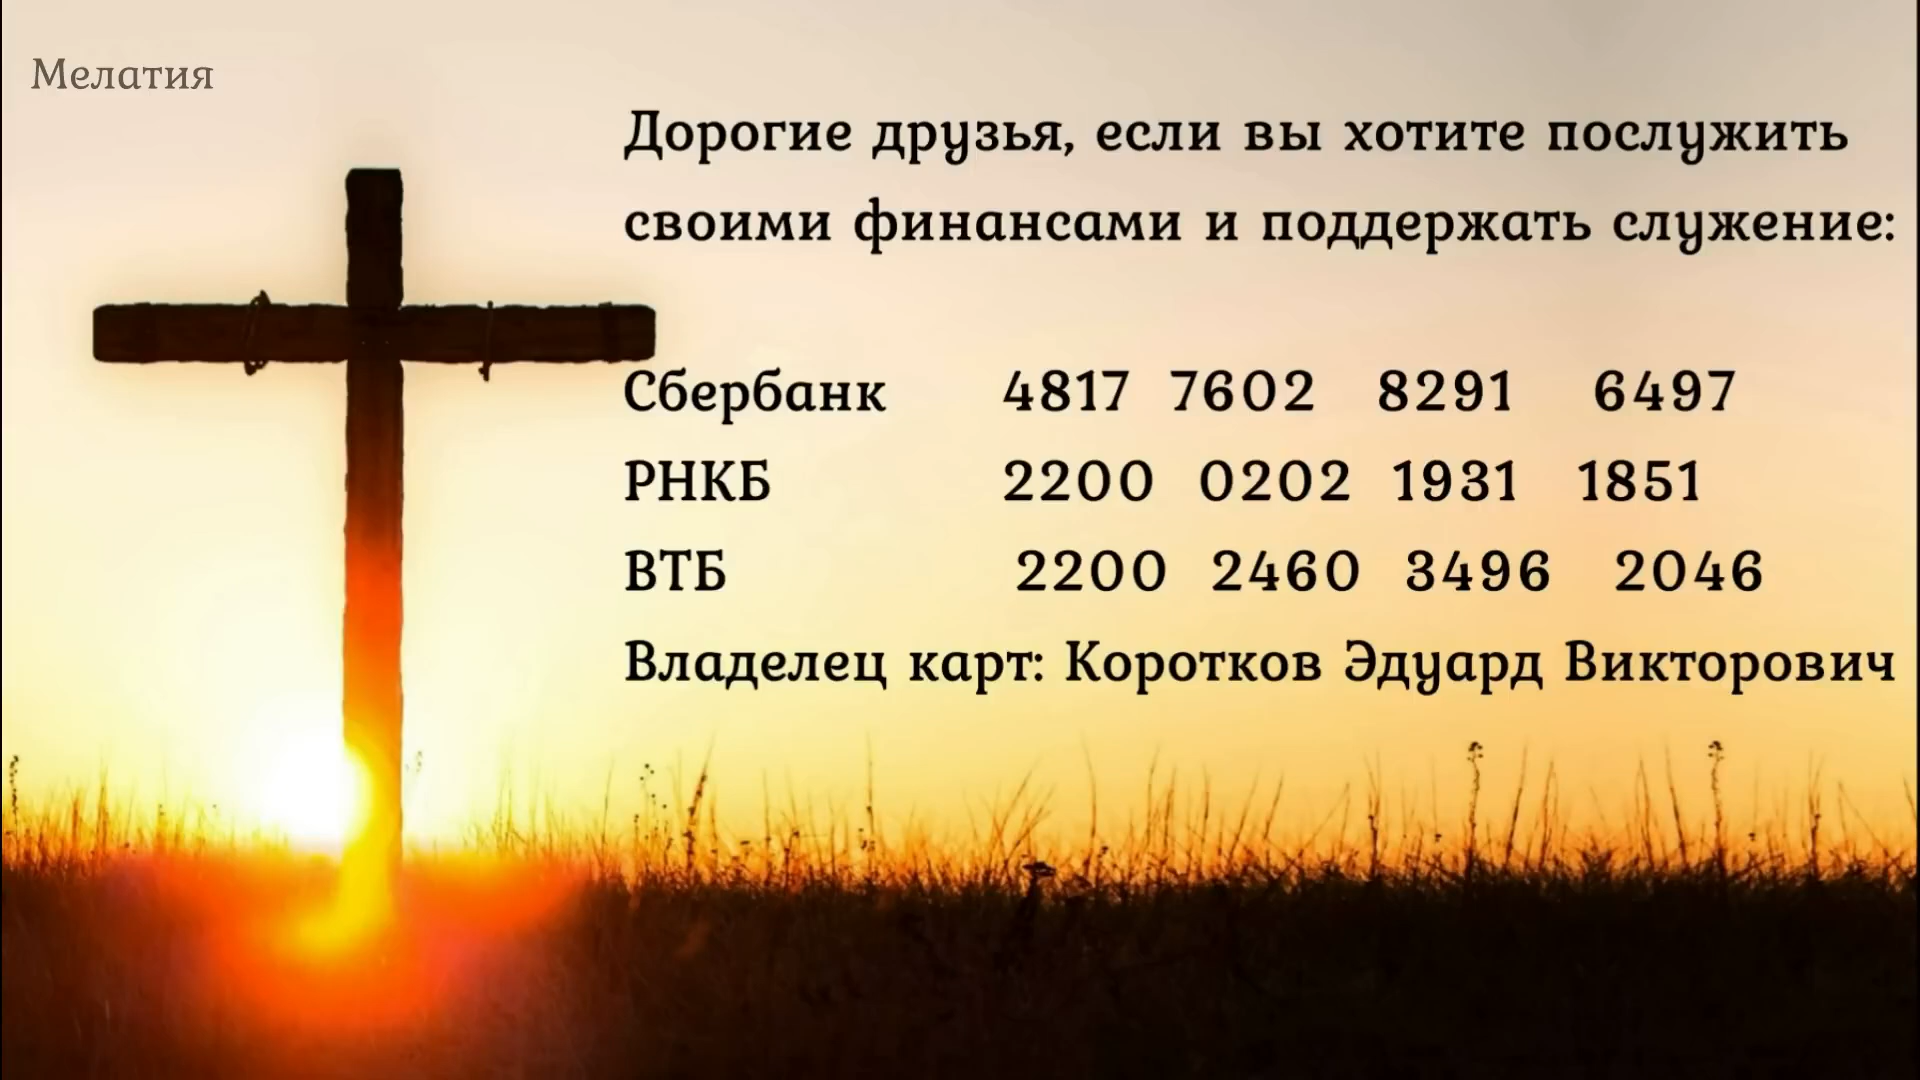 Мелатия
Дорогие друзья, если вы хотите послужить
своими финансами и поддержать служение:
Сбербанк 4817 7602 8291 6497
РНКБ 2200 0202 1931 1851
ВТБ 2200 2460 3496 2046
Владелец карт: Коротков Эдуард Викторович